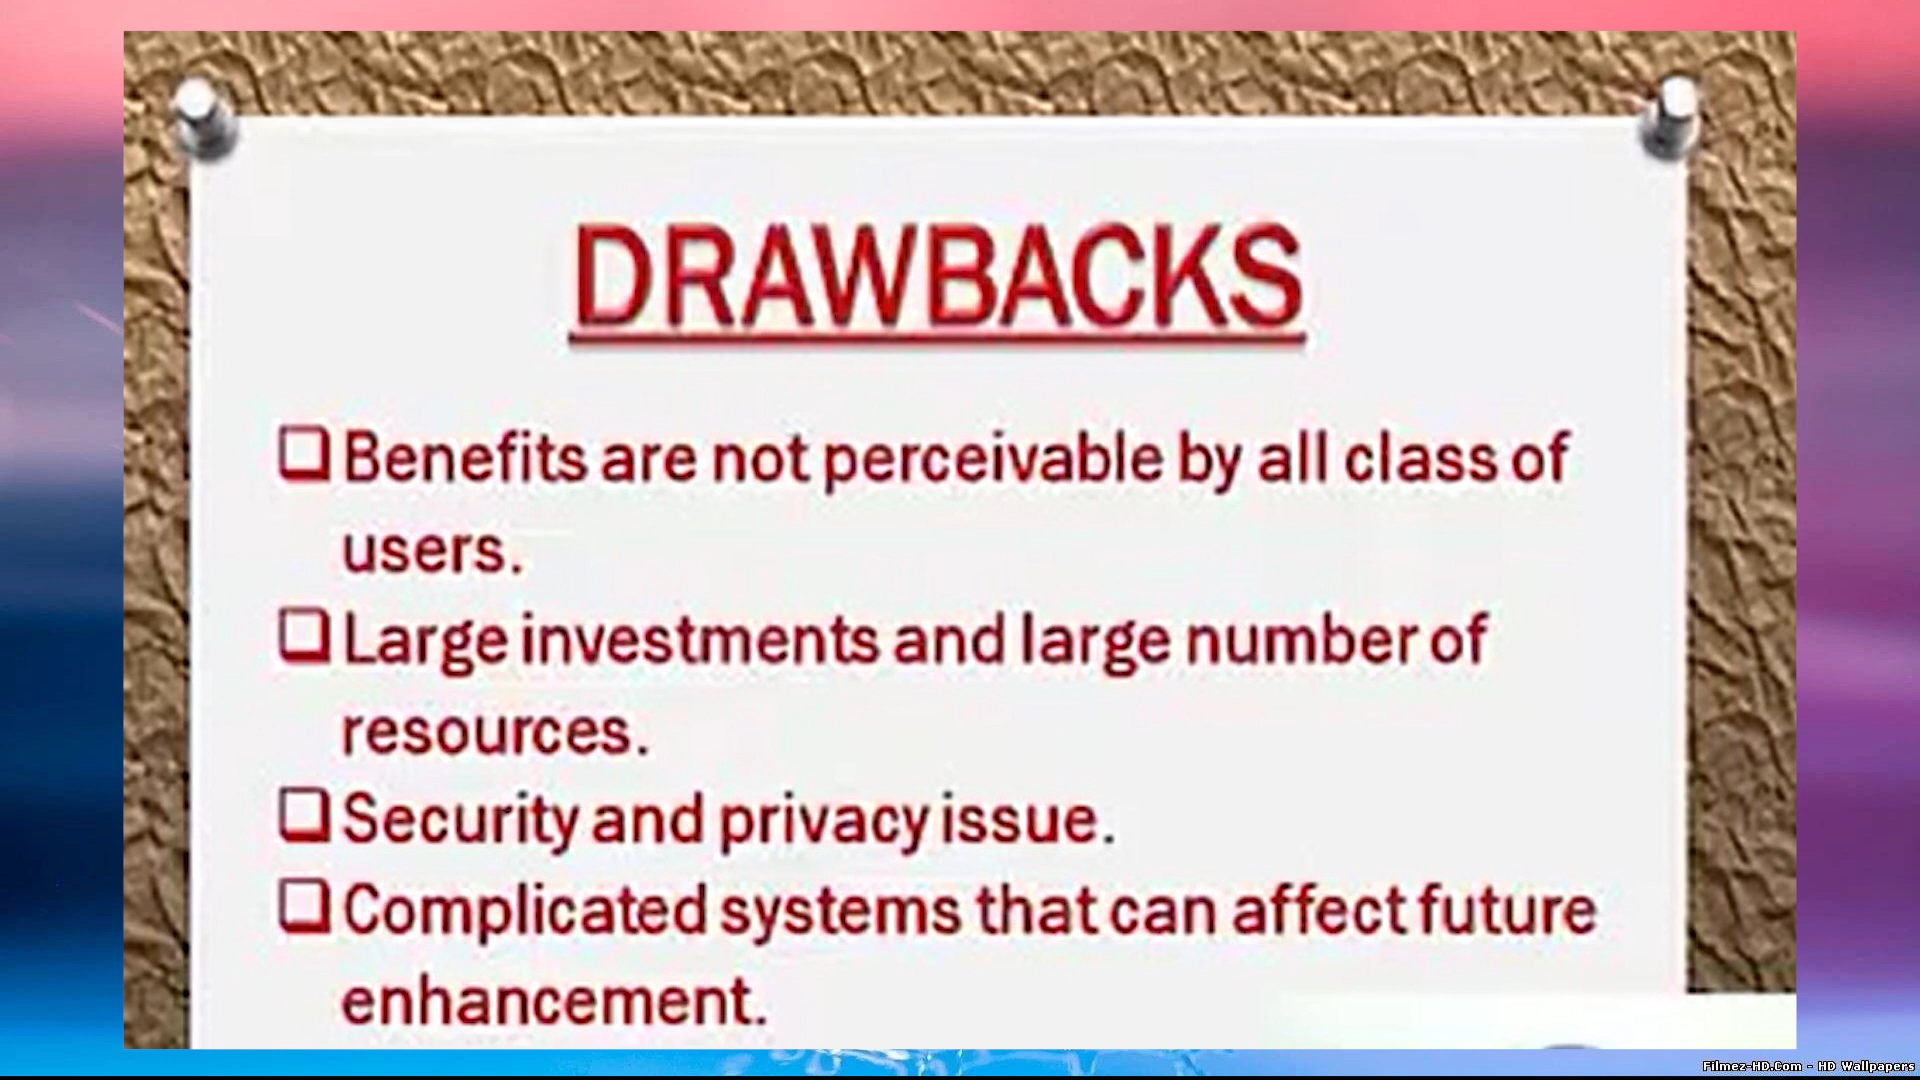 DRAWBACKS
❑Benefits are not perceivable by all class of
users.
❑Large investments and large number of
resources.
❑Security and privacy issue.
❑Complicated systems that can affect future
enhancement.
Filmez-HD.Com - HD Wallpapers